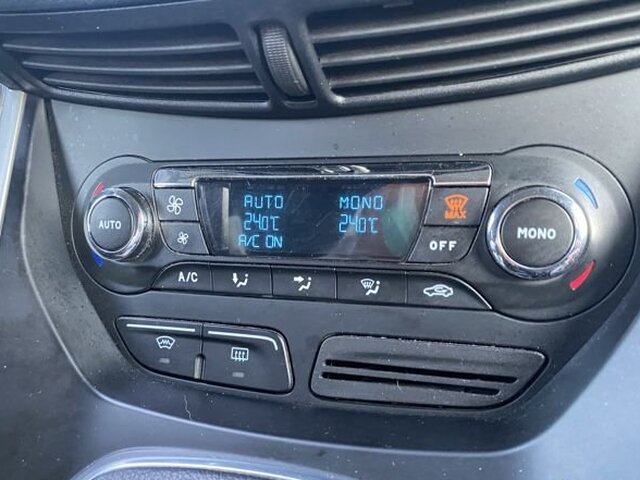 AUTO
AUTO MONO
24.0°C 24.0°C
A/C ON
MAX
OFF
MONO
A/C